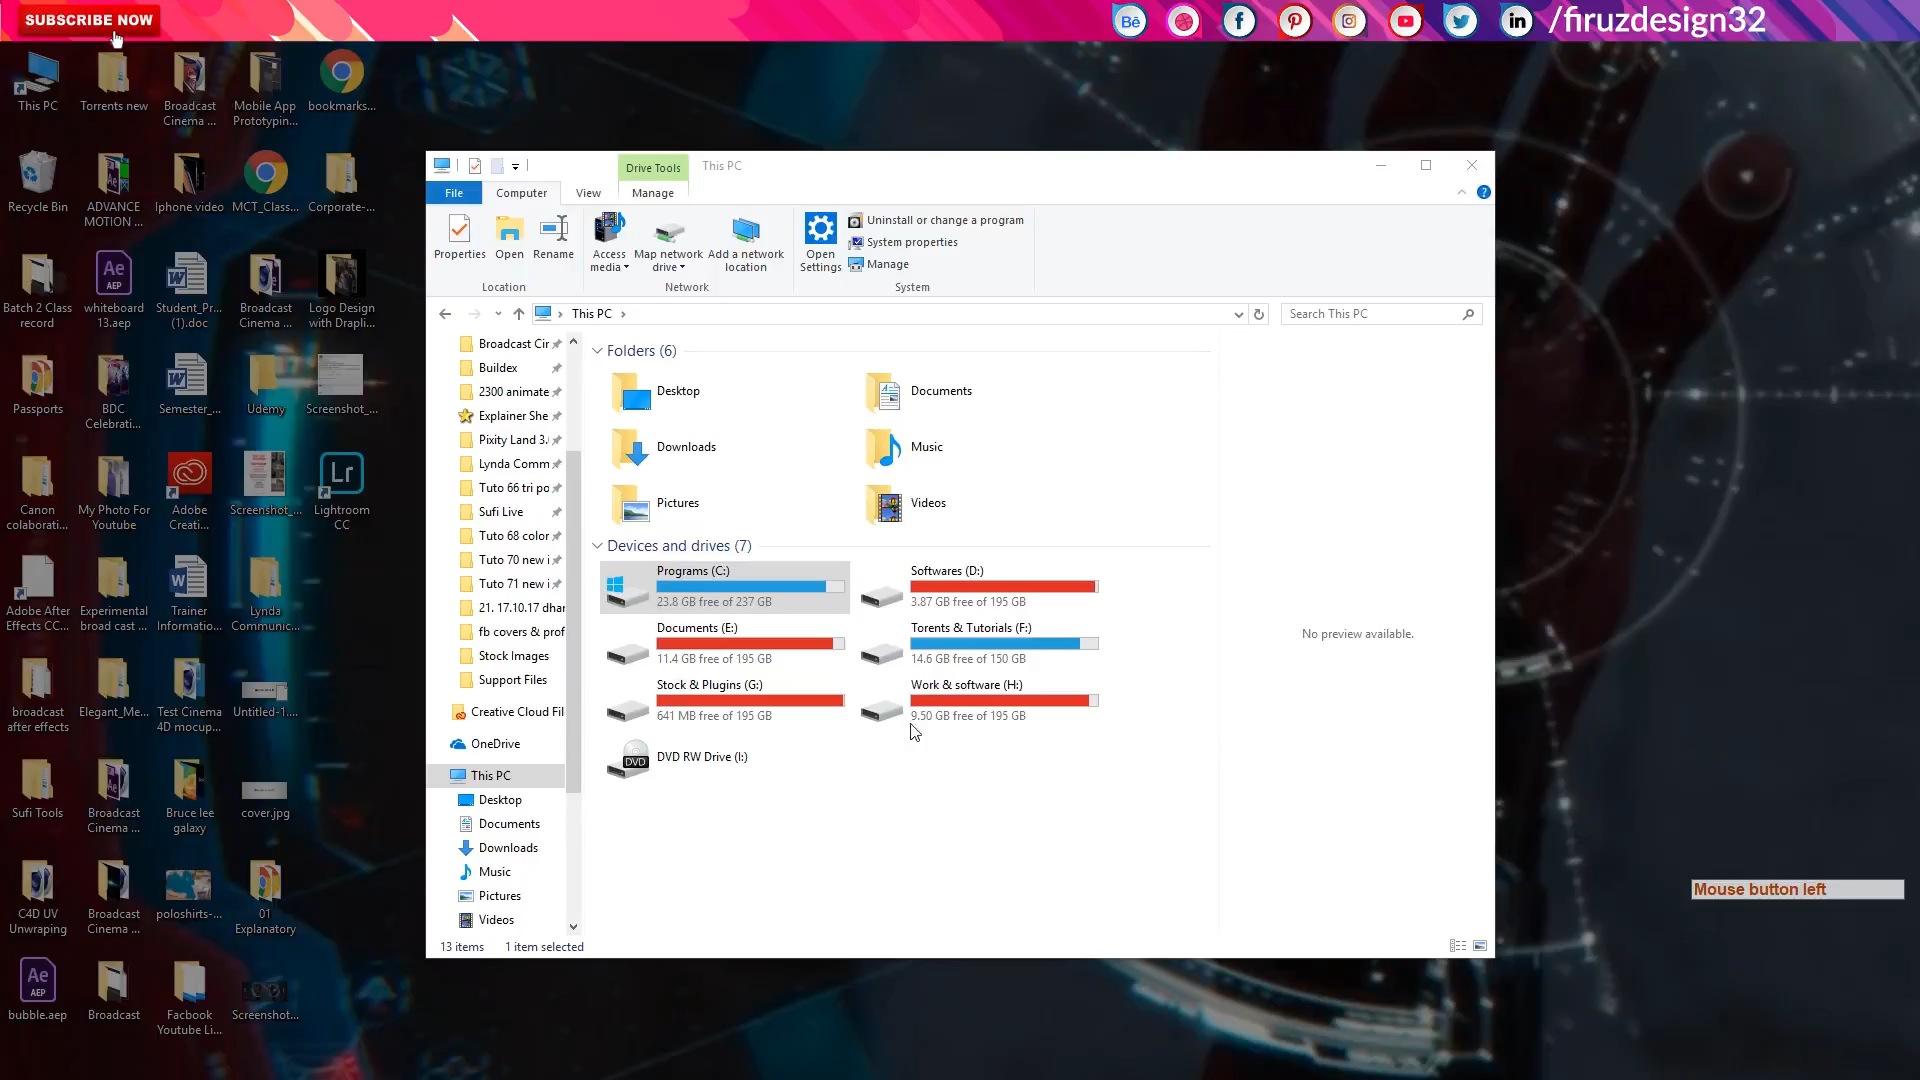 SUBSCRIBE NOW
Bē
/firuzdesign32
This PC
Torrents new
Broadcast
Cinema ...
Mobile App
Prototypin...
bookmarks...
Recycle Bin
ADVANCE
MOTION ...
Iphone video
MCT_Class...
Corporate-...
Batch 2 Class
record
whiteboard
13.aep
Student_Pr...
(1).doc
Broadcast
Cinema ...
Logo Design
with Drapli...
Passports
BDC
Celebrati...
Semester_...
Udemy
Screenshot_...
Canon
colaborati...
My Photo For
Youtube
Adobe
Creati...
Screenshot_...
Lightroom
CC
Adobe After
Effects CC...
Experimental
broad cast ...
Trainer
Informatio...
Lynda
Communic...
broadcast
after effects
Elegant_Me...
Test Cinema
4D mocup...
Untitled-1....
Sufi Tools
Broadcast
Cinema ...
Bruce lee
galaxy
cover.jpg
C4D UV
Unwraping
Broadcast
Cinema ...
poloshirts-...
01
Explanatory
bubble.aep
Broadcast
Facbook
Youtube Li...
Screenshot...
Drive Tools
This PC
File
Computer
View
Manage
Properties
Open
Rename
Access
media
Map network
drive
Add a network
location
Open
Settings
Uninstall or change a program
System properties
Manage
Location
Network
System
This PC
Search This PC
Broadcast Cir
Buildex
2300 animate
Explainer She
Pixity Land 3.
Lynda Comm
Tuto 66 tri po
Sufi Live
Tuto 68 color
Tuto 70 new i
Tuto 71 new i
21. 17.10.17 dhar
fb covers & prof
Stock Images
Support Files
Creative Cloud Fil
OneDrive
This PC
Desktop
Documents
Downloads
Music
Pictures
Videos
Folders (6)
Desktop
Documents
Downloads
Music
Pictures
Videos
Devices and drives (7)
Programs (C:)
23.8 GB free of 237 GB
Softwares (D:)
3.87 GB free of 195 GB
Documents (E:)
11.4 GB free of 195 GB
Torents & Tutorials (F:)
14.6 GB free of 150 GB
Stock & Plugins (G:)
641 MB free of 195 GB
Work & software (H:)
9.50 GB free of 195 GB
DVD RW Drive (I:)
No preview available.
13 items
1 item selected
Mouse button left